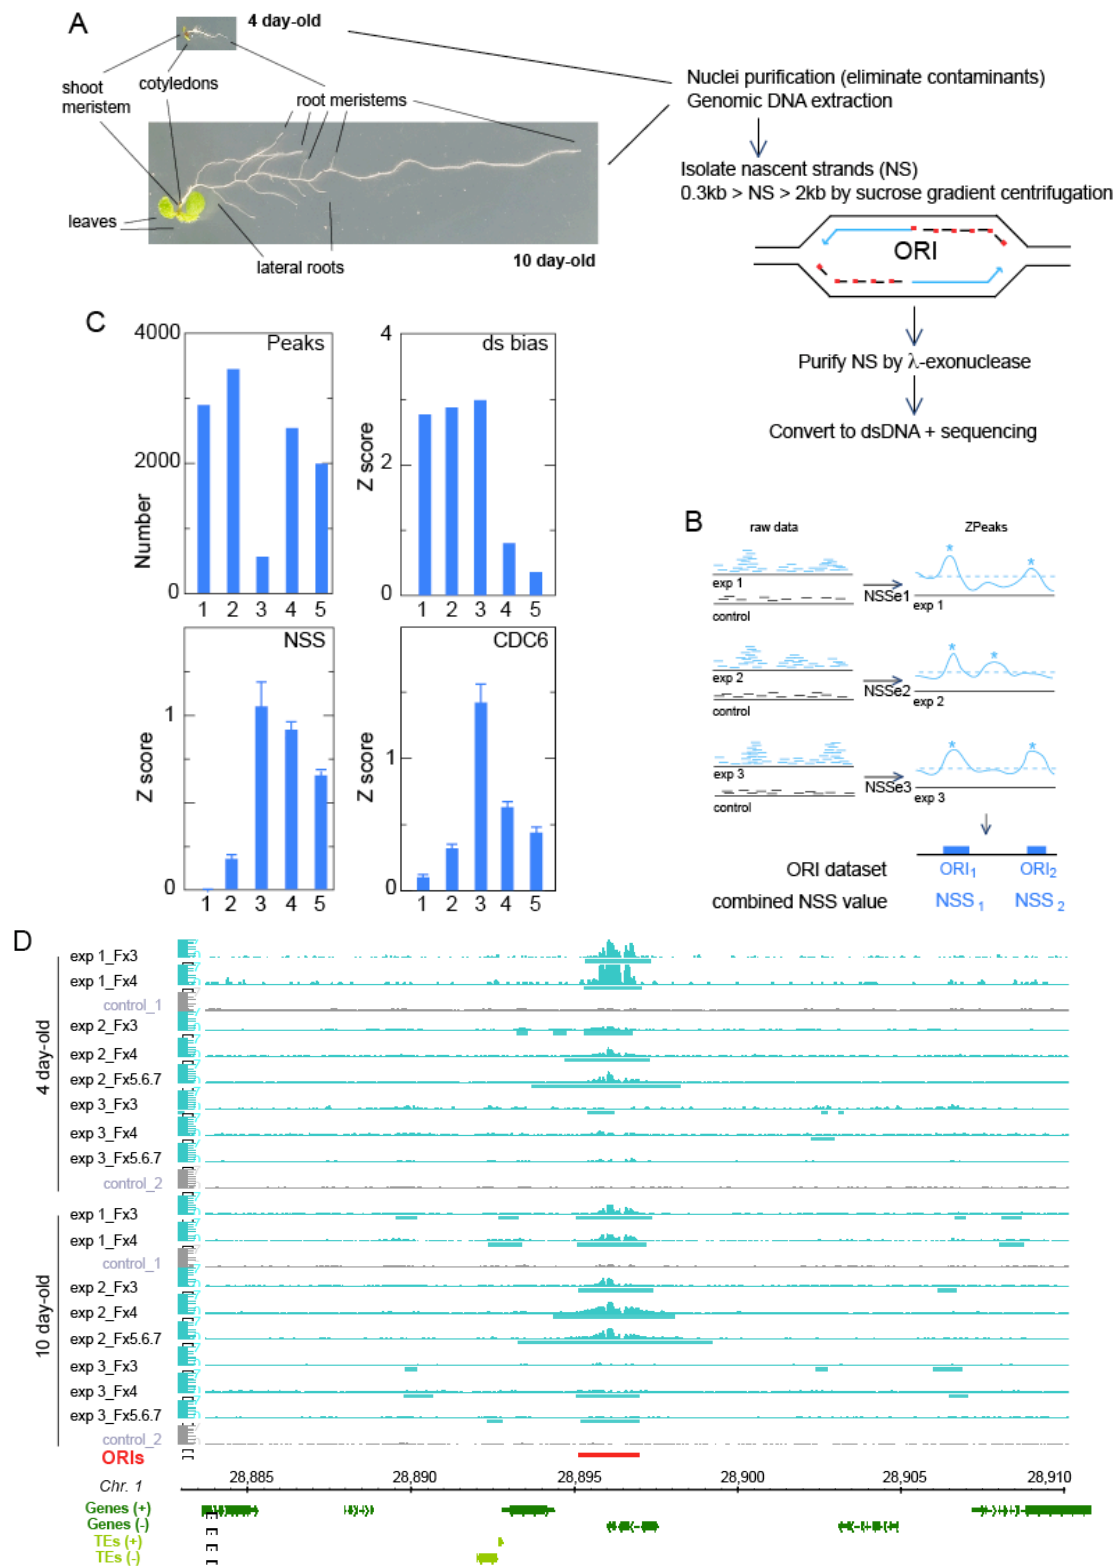 A
4 day-old
shoot
meristem
cotyledons
root meristems
leaves
lateral roots
10 day-old
Nuclei purification (eliminate contaminants)
Genomic DNA extraction
Isolate nascent strands (NS)
0.3kb > NS > 2kb by sucrose gradient centrifugation
ORI
Purify NS by λ-exonuclease
Convert to dsDNA + sequencing
B
raw data
ZPeaks
exp 1
control
NSSe1
exp 1
exp 2
control
NSSe2
exp 2
exp 3
control
NSSe3
exp 3
ORI dataset
ORI1
ORI2
combined NSS value
NSS 1
NSS 2
C
4000
Peaks
2000
Number
0
1 2 3 4 5
4
ds bias
2
Z score
0
1 2 3 4 5
NSS
1
Z score
0
1 2 3 4 5
CDC6
1
Z score
0
1 2 3 4 5
D
4 day-old
exp 1_Fx3
exp 1_Fx4
control_1
exp 2_Fx3
exp 2_Fx4
exp 2_Fx5.6.7
exp 3_Fx3
exp 3_Fx4
exp 3_Fx5.6.7
control_2
10 day-old
exp 1_Fx3
exp 1_Fx4
control_1
exp 2_Fx3
exp 2_Fx4
exp 2_Fx5.6.7
exp 3_Fx3
exp 3_Fx4
exp 3_Fx5.6.7
control_2
ORIs
Chr. 1
28,885 28,890 28,895 28,900 28,905 28,910
Genes (+)
Genes (-)
TEs (+)
TEs (-)